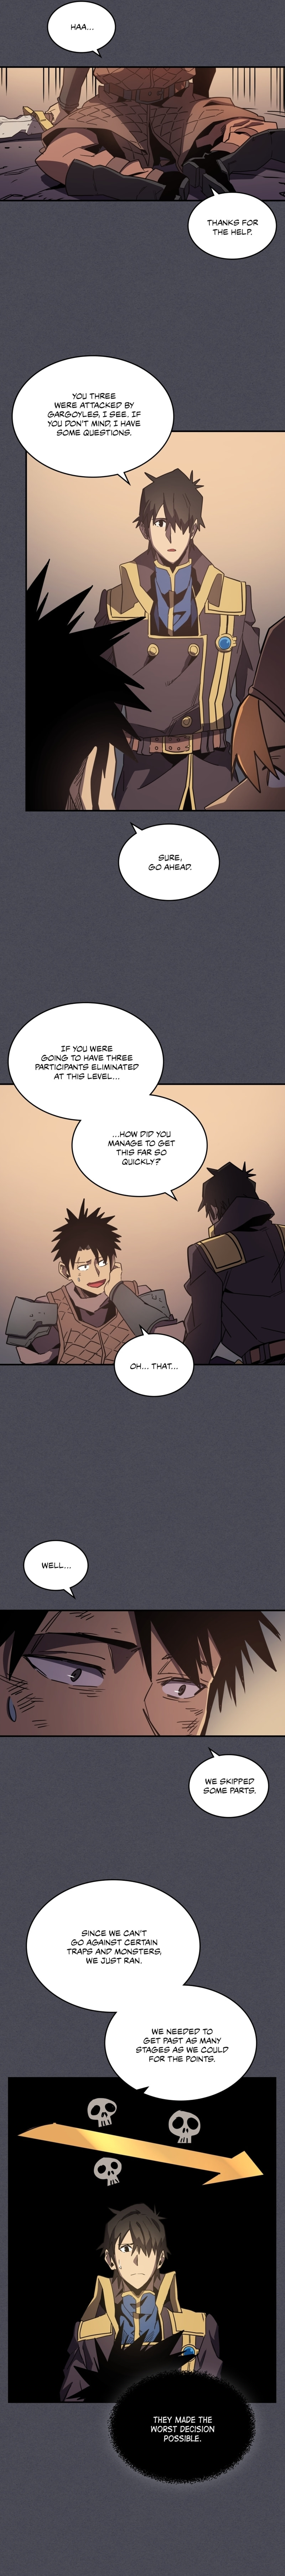 HAA...
THANKS FOR
THE HELP.
YOU THREE
WERE ATTACKED BY
GARGOYLES, I SEE. IF
YOU DON'T MIND, I HAVE
SOME QUESTIONS.
SURE,
GO AHEAD.
IF YOU WERE
GOING TO HAVE THREE
PARTICIPANTS ELIMINATED
AT THIS LEVEL...
...HOW DID YOU
MANAGE TO GET
THIS FAR SO
QUICKLY?
OH... THAT...
WELL...
WE SKIPPED
SOME PARTS.
SINCE WE CAN'T
GO AGAINST CERTAIN
TRAPS AND MONSTERS,
WE JUST RAN.
WE NEEDED TO
GET PAST AS MANY
STAGES AS WE COULD
FOR THE POINTS.
THEY MADE THE
WORST DECISION
POSSIBLE.